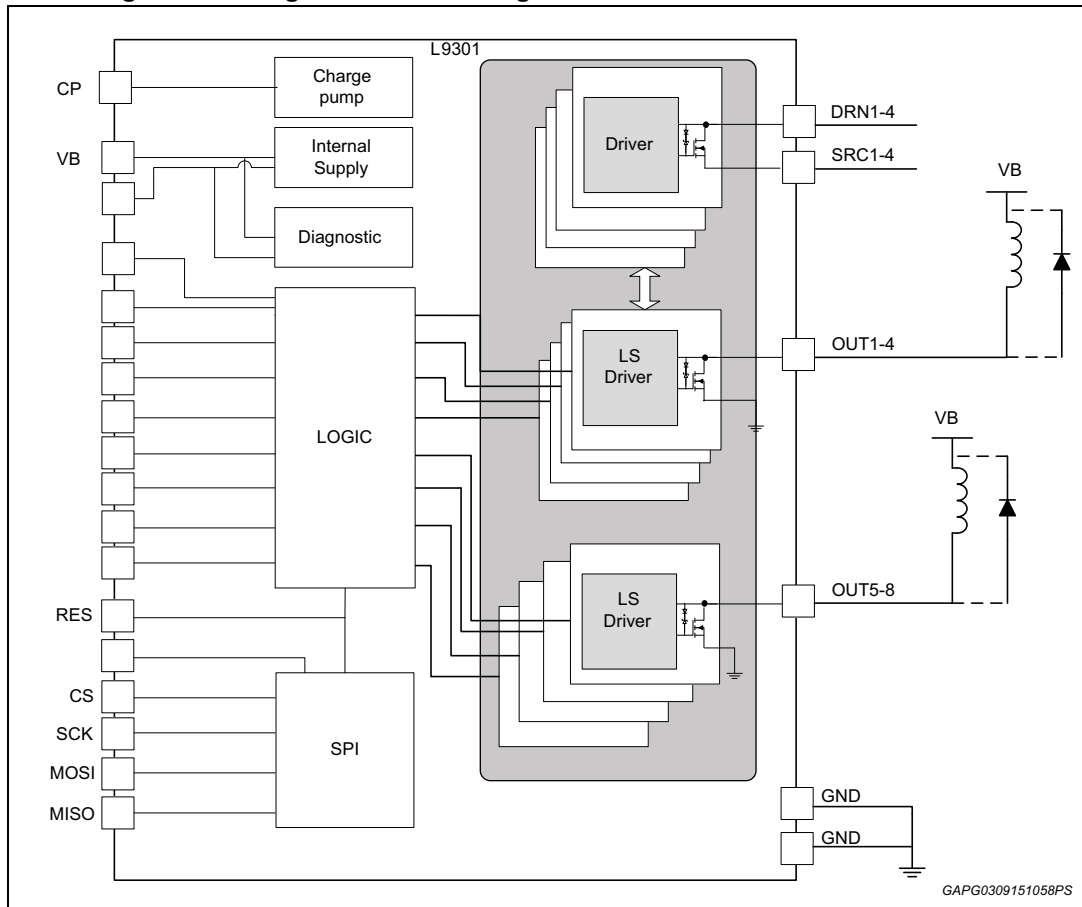 L9301
CP
Charge
pump
VB
Internal
Supply
Diagnostic
LOGIC
RES
CS
SCK
MOSI
MISO
SPI
Driver
DRN1-4
SRC1-4
VB
LS
Driver
OUT1-4
VB
LS
Driver
OUT5-8
GND
GND
GAPG0309151058PS